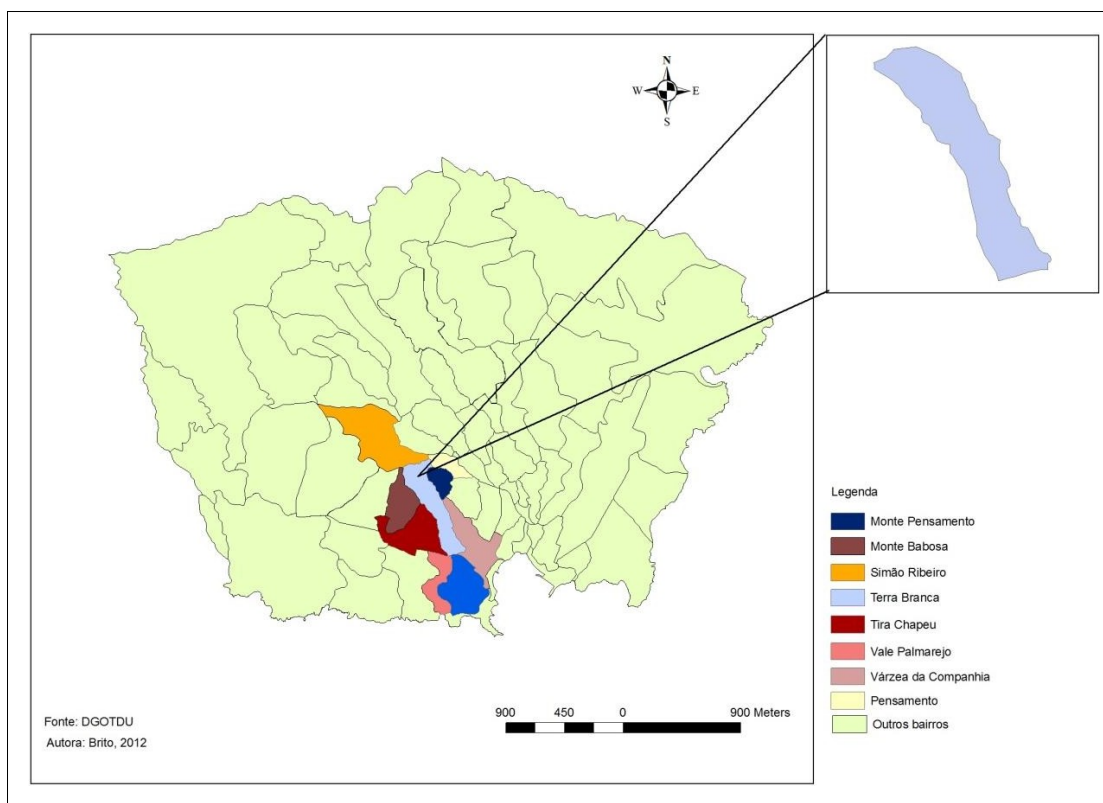 N
W E
S
Legenda
Monte Pensamento
Monte Babosa
Simão Ribeiro
Terra Branca
Tira Chapeu
Vale Palmarejo
Várzea da Companhia
Pensamento
Outros bairros
Fonte: DGOTDU
Autora: Brito, 2012
900 450 0 900 Meters